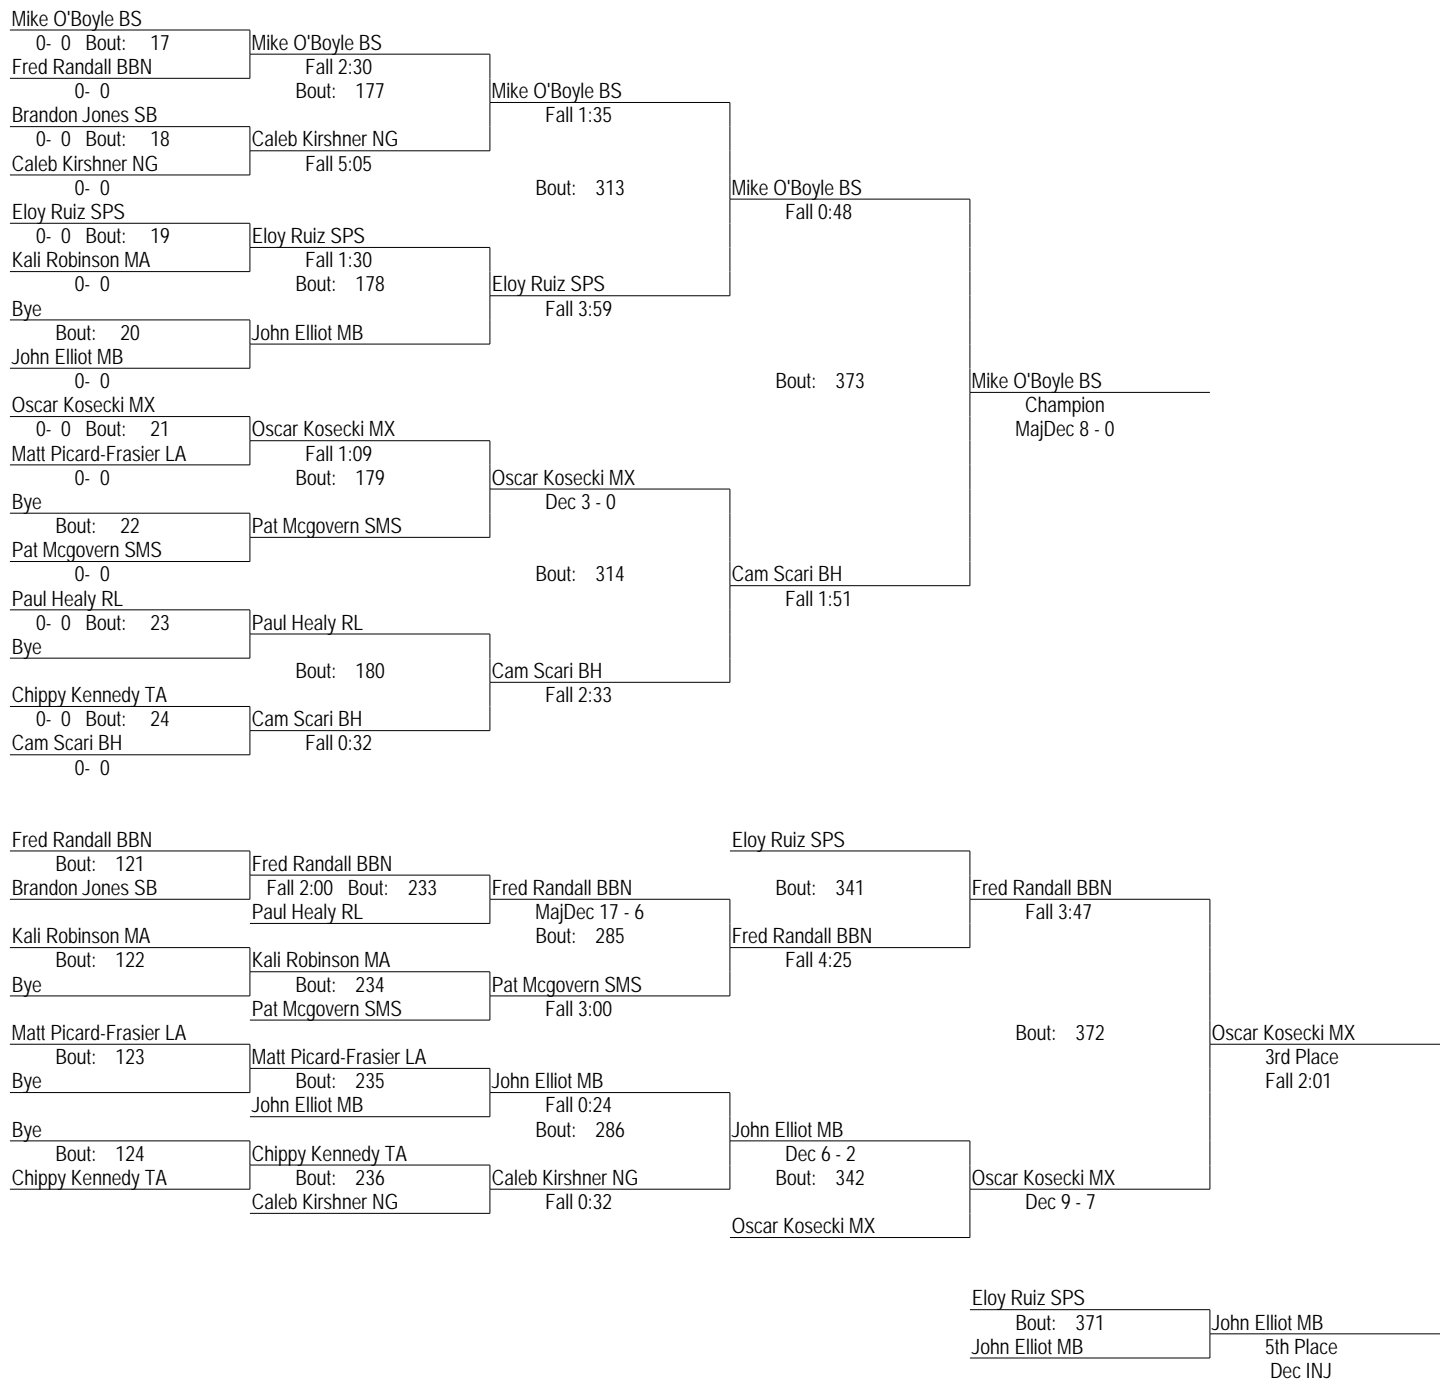 Mike O'Boyle BS
0- 0 Bout: 17 Mike O'Boyle BS
Fred Randall BBN Fall 2:30
0- 0 Bout: 177 Mike O'Boyle BS
Brandon Jones SB Fall 1:35
0- 0 Bout: 18 Caleb Kirshner NG
Caleb Kirshner NG Fall 5:05
0- 0 Bout: 313 Mike O'Boyle BS
Eloy Ruiz SPS Fall 0:48
0- 0 Bout: 19 Eloy Ruiz SPS
Kali Robinson MA Fall 1:30
0- 0 Bout: 178 Eloy Ruiz SPS
Bye Fall 3:59
Bout: 20 John Elliot MB
John Elliot MB
0- 0 Bout: 373 Mike O'Boyle BS
Oscar Kosecki MX Champion
0- 0 Bout: 21 Oscar Kosecki MX MajDec 8 - 0
Matt Picard-Frasier LA Fall 1:09
0- 0 Bout: 179 Oscar Kosecki MX
Bye Dec 3 - 0
Bout: 22 Pat Mcgovern SMS
Pat Mcgovern SMS
0- 0 Bout: 314 Cam Scari BH
Paul Healy RL Fall 1:51
0- 0 Bout: 23 Paul Healy RL
Bye
Bout: 180 Cam Scari BH
Chippy Kennedy TA Fall 2:33
0- 0 Bout: 24 Cam Scari BH
Cam Scari BH Fall 0:32
0- 0
Fred Randall BBN Eloy Ruiz SPS
Bout: 121 Fred Randall BBN
Brandon Jones SB Fall 2:00 Bout: 233 Fred Randall BBN Bout: 341 Fred Randall BBN
Paul Healy RL MajDec 17 - 6 Fall 3:47
Kali Robinson MA Bout: 285 Fred Randall BBN
Bout: 122 Kali Robinson MA Fall 4:25
Bye Bout: 234 Pat Mcgovern SMS
Pat Mcgovern SMS Fall 3:00
Matt Picard-Frasier LA Bout: 372 Oscar Kosecki MX
Bout: 123 Matt Picard-Frasier LA 3rd Place
Bye Bout: 235 John Elliot MB Fall 2:01
John Elliot MB Fall 0:24
Bye Bout: 286 John Elliot MB
Bout: 124 Chippy Kennedy TA Dec 6 - 2
Chippy Kennedy TA Bout: 236 Caleb Kirshner NG Bout: 342 Oscar Kosecki MX
Caleb Kirshner NG Fall 0:32 Dec 9 - 7
Oscar Kosecki MX
Eloy Ruiz SPS
Bout: 371 John Elliot MB
John Elliot MB 5th Place
Dec INJ